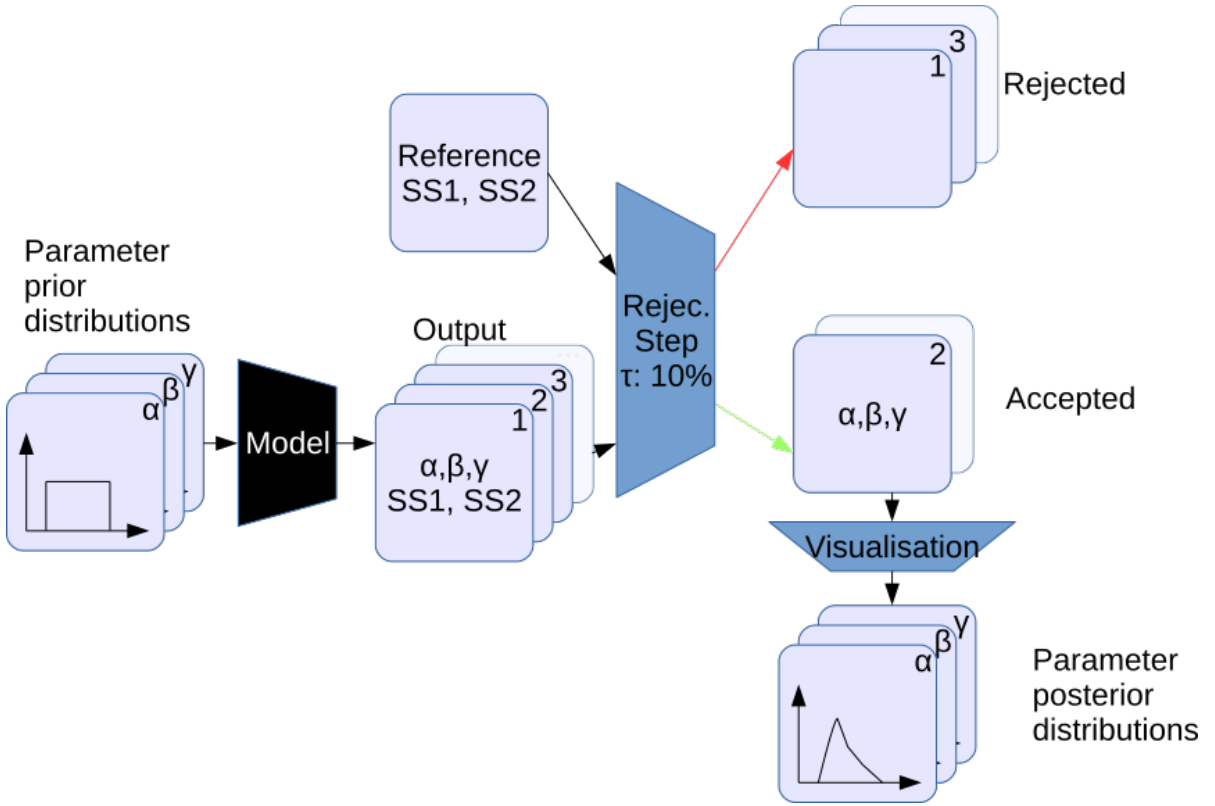 3
1
Rejected
Reference
SS1, SS2
Parameter
prior
distributions
γ
β
α
Model
Output
...
3
2
1
α,β,γ
SS1, SS2
Rejec.
Step
τ: 10%
2
α,β,γ
Accepted
Visualisation
γ
β
α
Parameter
posterior
distributions